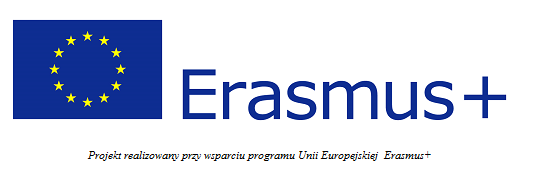 Erasmus+
Projekt realizowany przy wsparciu programu Unii Europejskiej Erasmus+